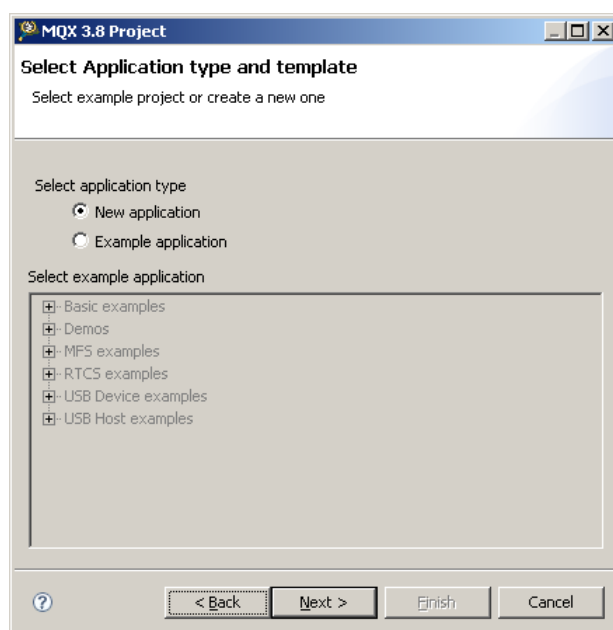 MQX 3.8 Project
Select Application type and template
Select example project or create a new one
Select application type
New application
Example application
Select example application
Basic examples
Demos
MFS examples
RTCS examples
USB Device examples
USB Host examples
< Back Next > Finish Cancel